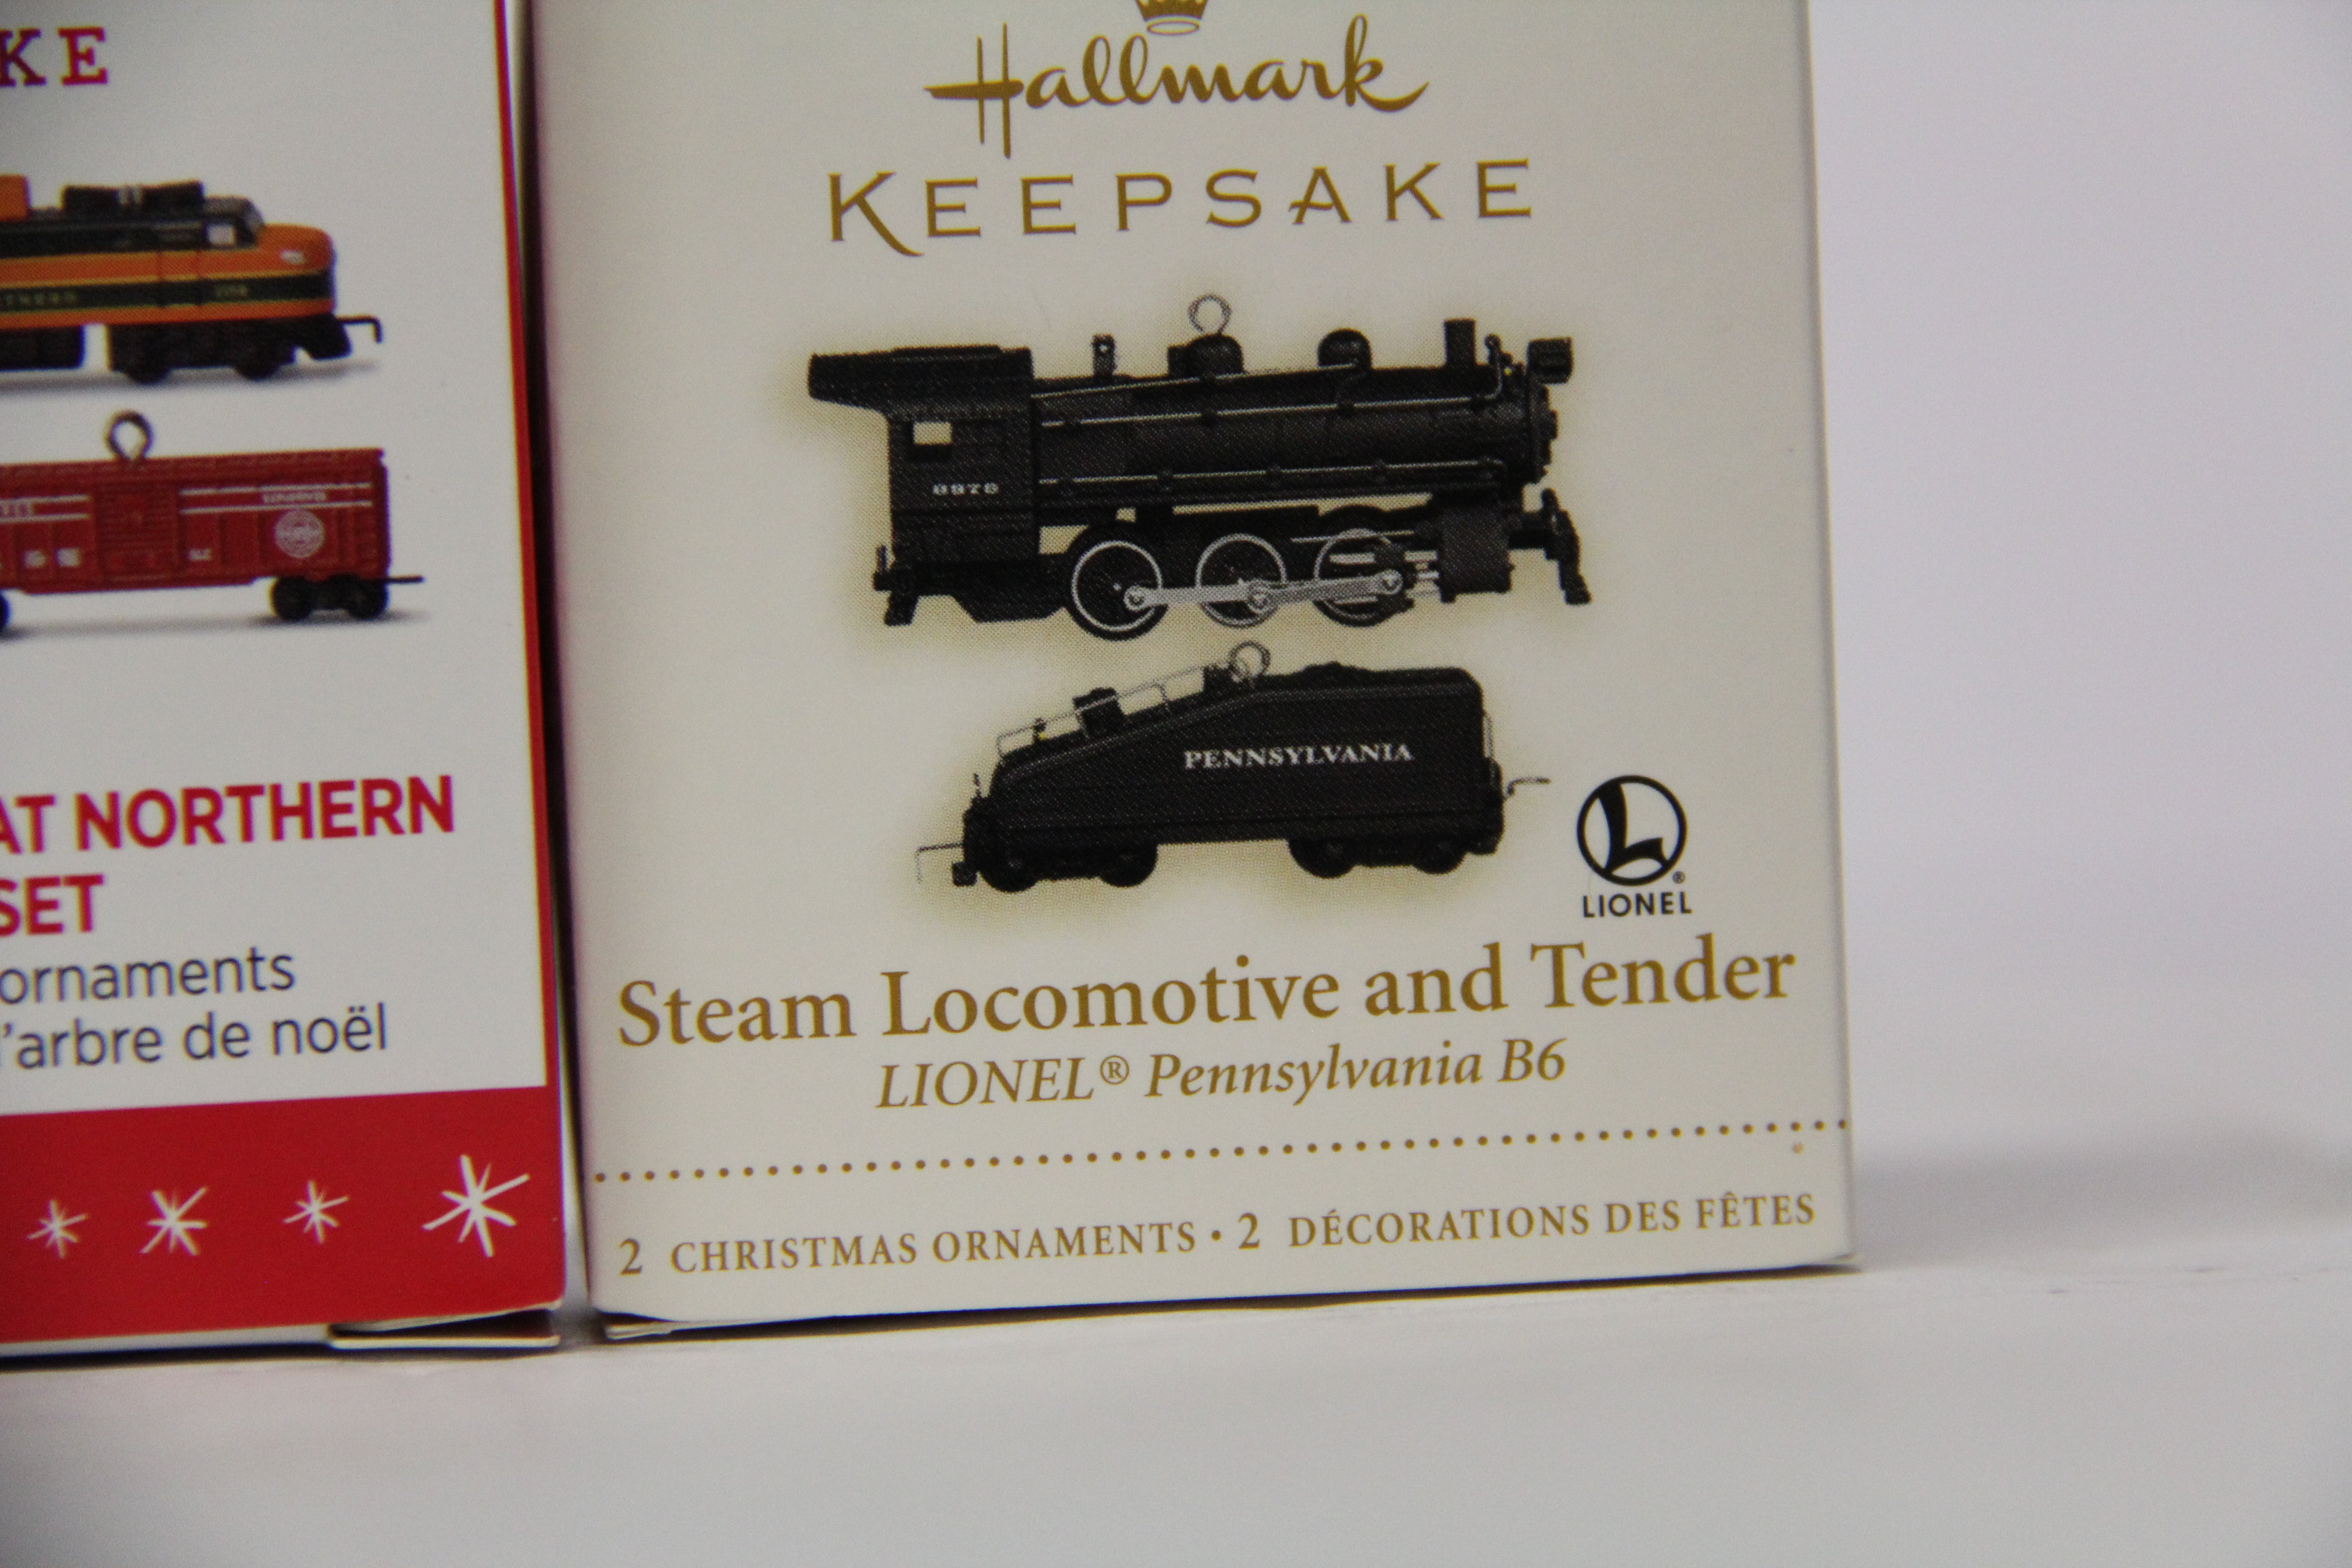 KE
AT NORTHERN
SET
ornaments
l'arbre de noël
Hallmark
KEEPSAKE
PENNSYLVANIA
LIONEL
Steam Locomotive and Tender
LIONEL® Pennsylvania B6
2 CHRISTMAS ORNAMENTS • 2 DÉCORATIONS DES FÊTES